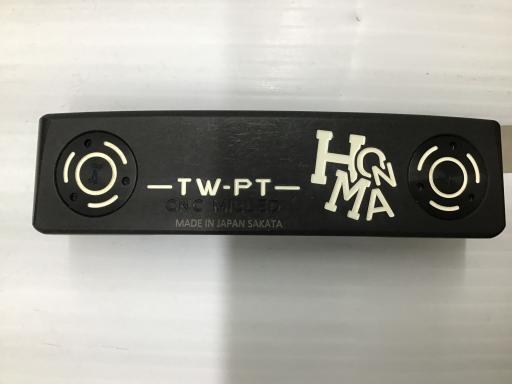 —TW-PT—
CNC MILLED
MADE IN JAPAN SAKATA
HONMA